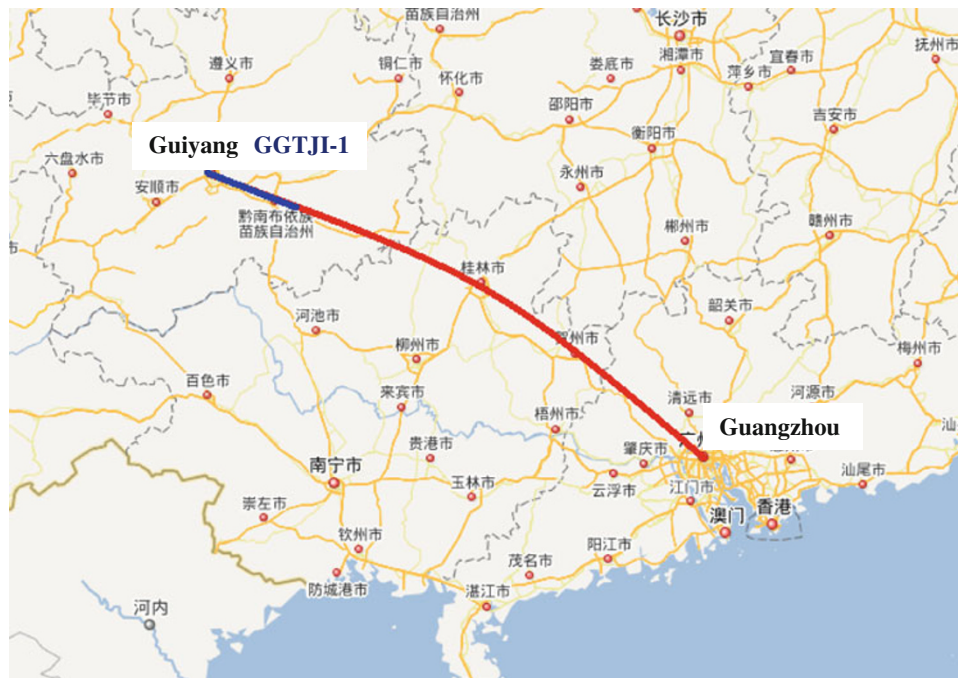 苗族自治州
长沙市
遵义市
铜仁市
怀化市
娄底市
湘潭市
宜春市
抚州市
萍乡市
毕节市
邵阳市
吉安市
衡阳市
Guiyang GGTJI-1
六盘水市
安顺市
永州市
黔南布依族
苗族自治州
郴州市
赣州市
桂林市
韶关市
河池市
柳州市
贺州市
梅州市
百色市
来宾市
清远市
河源市
梧州市
Guangzhou
贵港市
肇庆市
南宁市
玉林市
云浮市
江门市
汕尾市
崇左市
澳门
香港
钦州市
阳江市
茂名市
防城港市
湛江市
河内